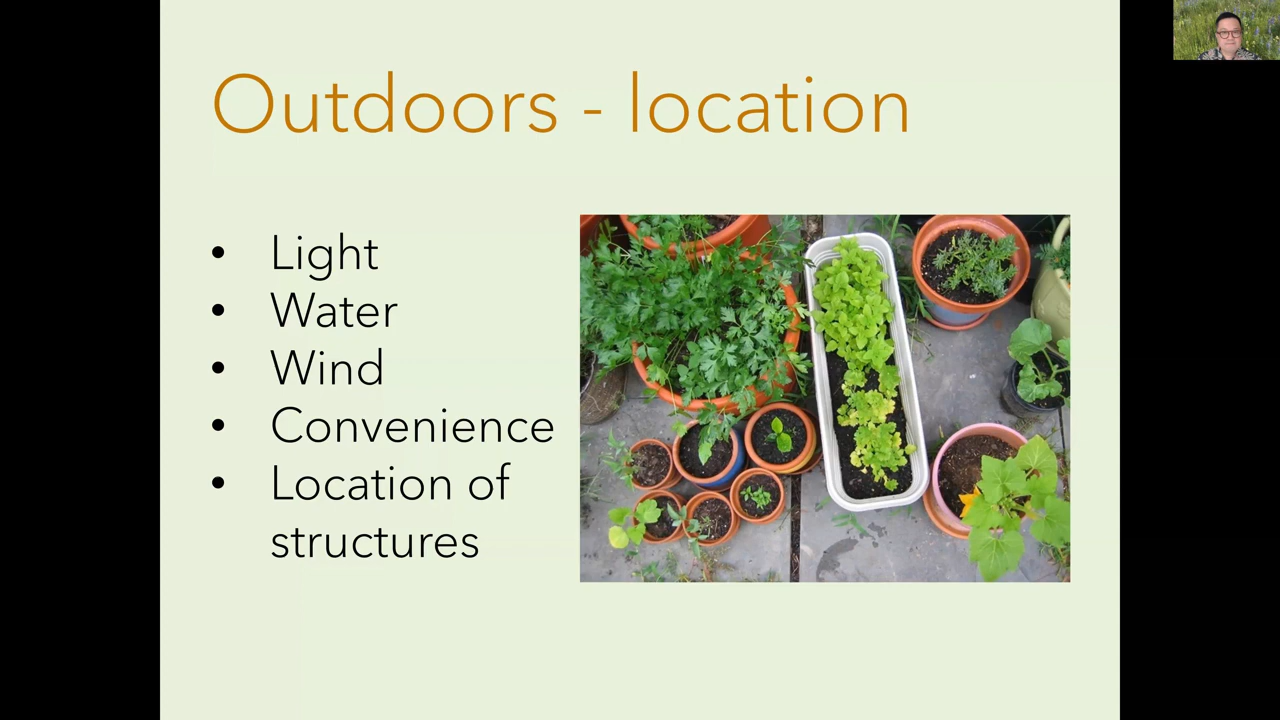 Outdoors - location
• Light
• Water
• Wind
• Convenience
• Location of
structures